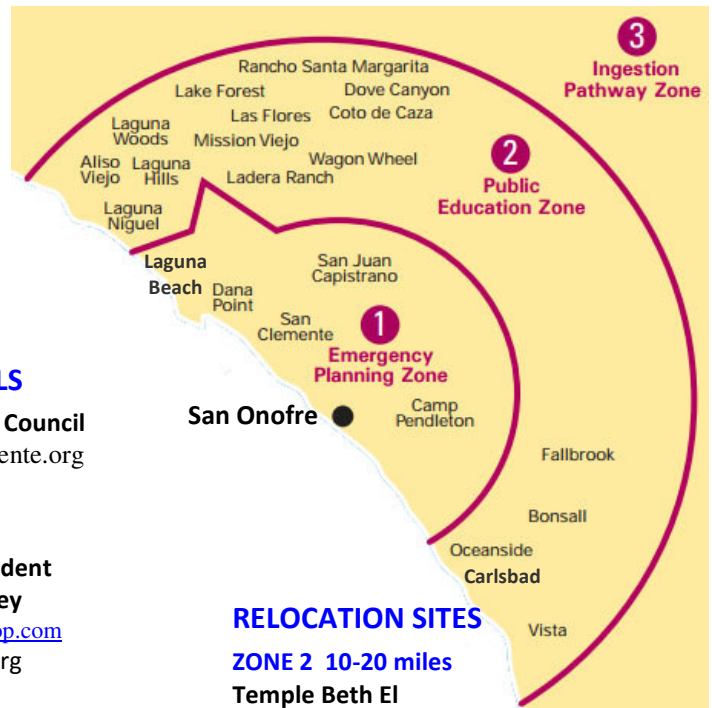 3
Ingestion
Pathway Zone
Rancho Santa Margarita
Lake Forest
Dove Canyon
Las Flores
Coto de Caza
Laguna
Woods
Mission Viejo
2
Public
Education Zone
Aliso
Viejo
Laguna
Hills
Wagon Wheel
Ladera Ranch
Laguna
Niguel
Laguna
Beach
San Juan
Capistrano
Dana
Point
San
Clemente
1
Emergency
Planning Zone
San Onofre
Camp
Pendleton
Fallbrook
Bonsall
Oceanside
Carlsbad
Vista
LS
Council
ente.org
dent
ey
op.com
rg
RELOCATION SITES
ZONE 2 10-20 miles
Temple Beth El